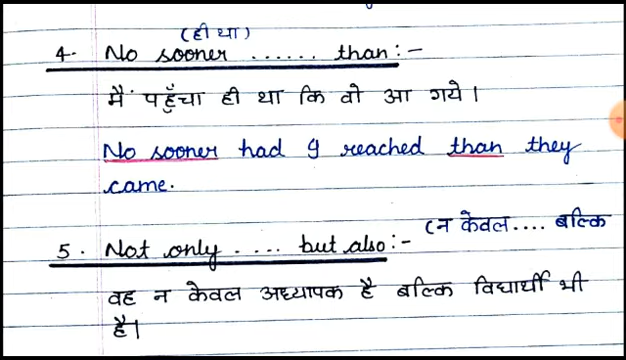 (ही था)
4. No sooner ...... than :-
मैं पहुँचा ही था कि वो आ गये।
No sooner had I reached than they
came.
(न केवल.... बल्कि
5. Not only .... but also :-
वह न केवल अध्यापक है बल्कि विद्यार्थी भी
है।